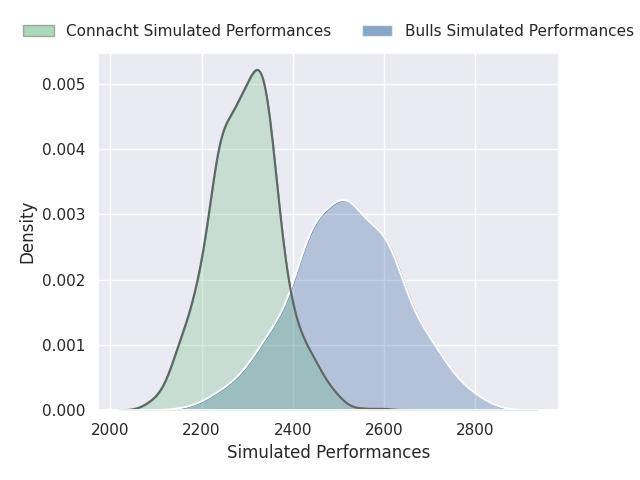 Connacht Simulated Performances
Bulls Simulated Performances
0.005
0.004
0.003
0.002
0.001
0.000
Density
2000 2200 2400 2600 2800
Simulated Performances